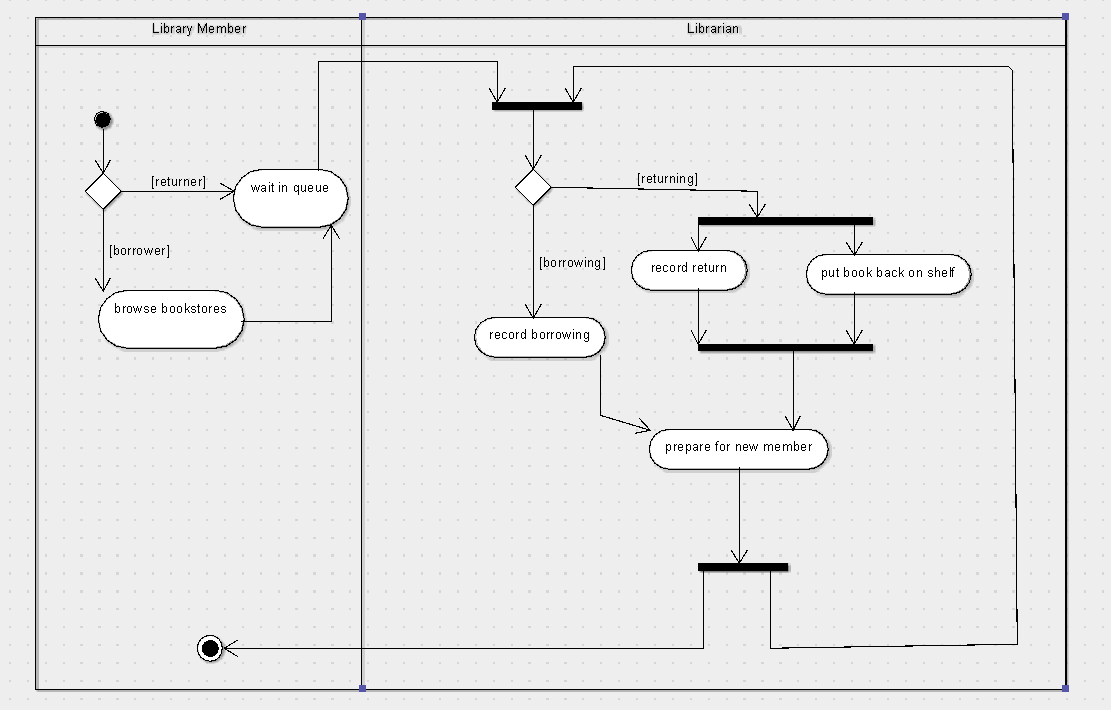 Library Member
Librarian
[returner]
wait in queue
[returning]
[borrower]
[borrowing]
record return
put book back on shelf
browse bookstores
record borrowing
prepare for new member